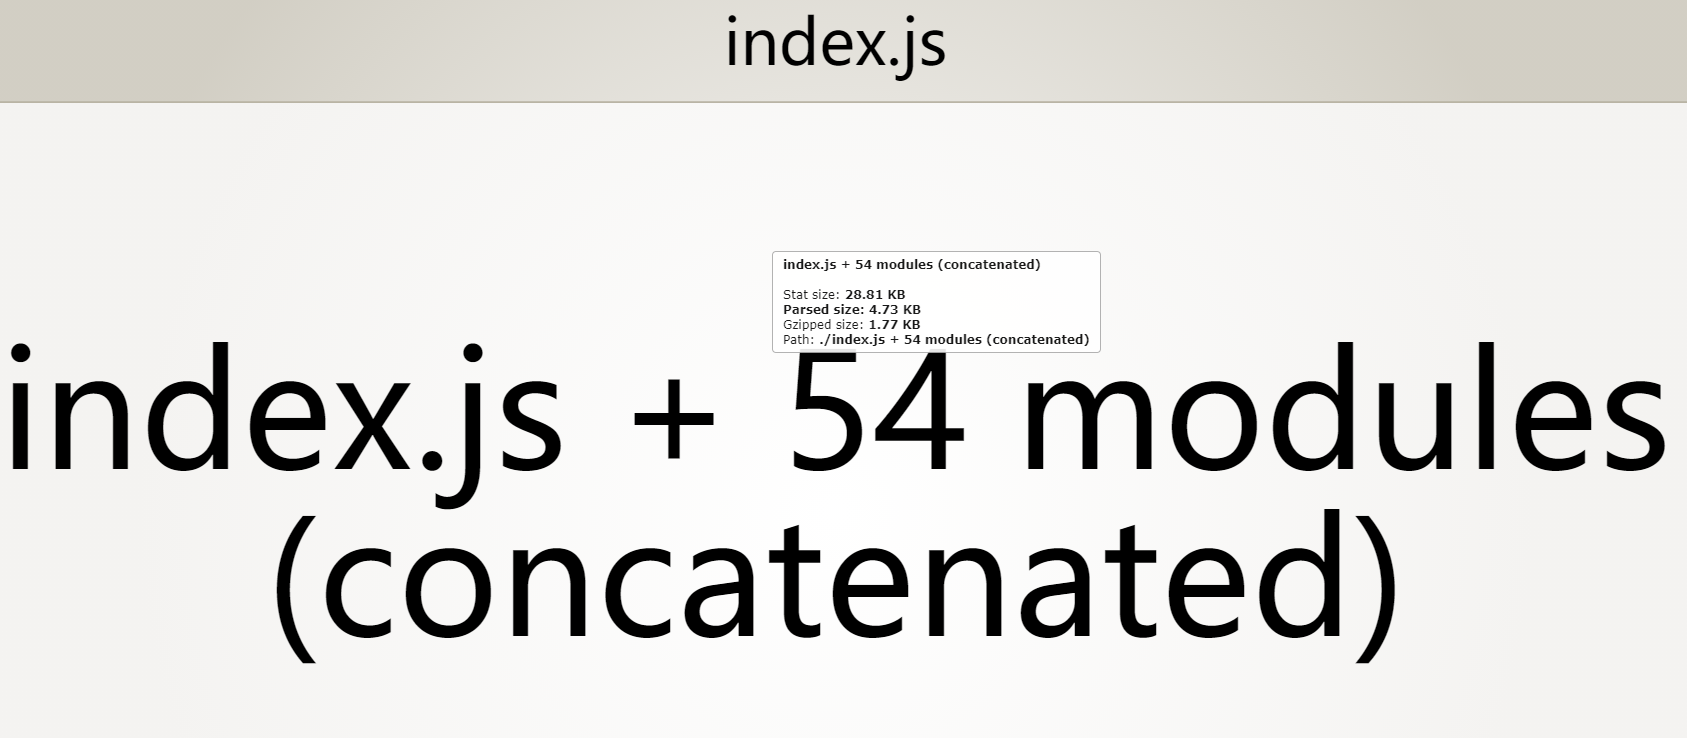 index.js
index.js + 54 modules (concatenated)
Stat size: 28.81 KB
Parsed size: 4.73 KB
Gzipped size: 1.77 KB
Path: ./index.js + 54 modules (concatenated)
index.js + 54 modules
(concatenated)